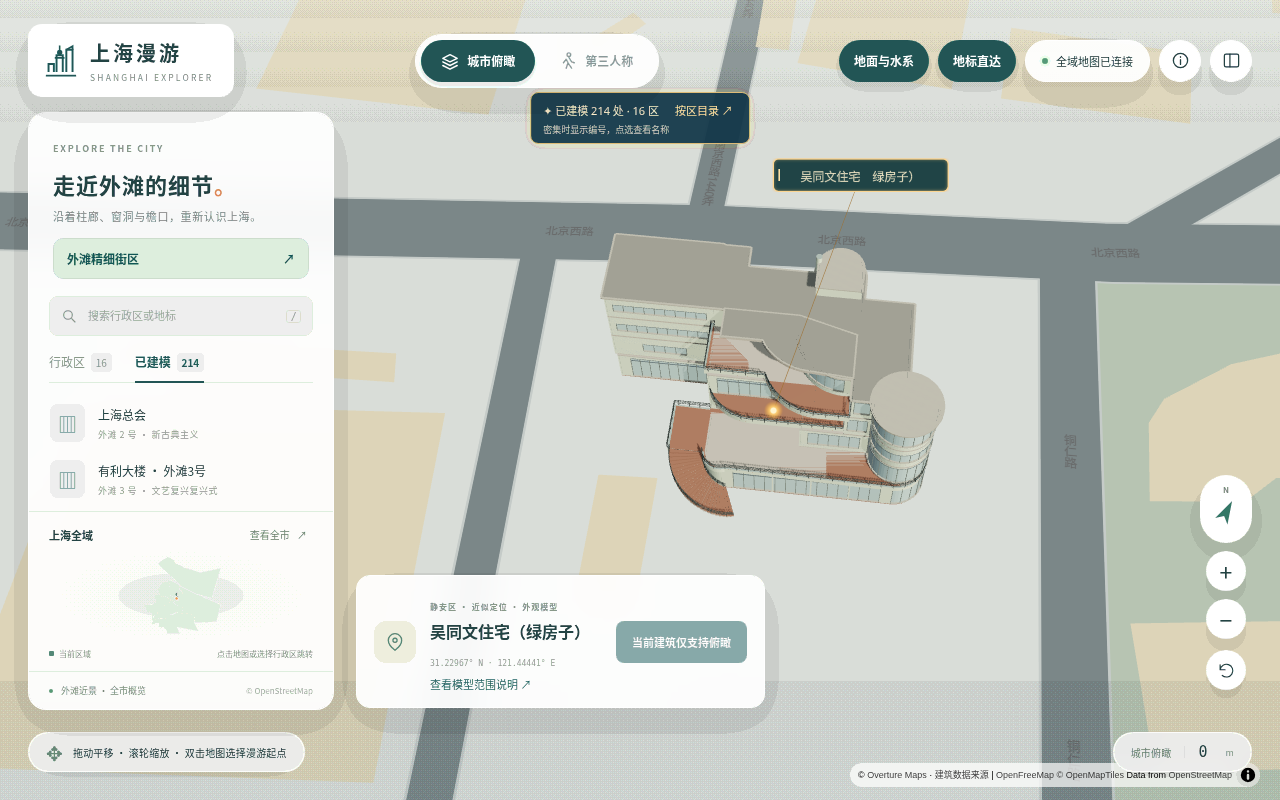 上海漫游
SHANGHAI EXPLORER
城市俯瞰
第三人称
地面与水系
地标直达
全域地图已连接
✦ 已建模 214 处 · 16 区 按区目录 ↗
密集时显示编号，点选查看名称
EXPLORE THE CITY
走近外滩的细节。
沿着柱廊、窗洞与檐口，重新认识上海。
外滩精细街区 ↗
搜索行政区或地标 /
行政区 16
已建模 214
上海总会
外滩 2 号 · 新古典主义
有利大楼 · 外滩3号
外滩 3 号 · 文艺复兴复兴式
上海全域
查看全市 ↗
当前区域
点击地图或选择行政区跳转
外滩近景 · 全市概览
© OpenStreetMap
拖动平移 · 滚轮缩放 · 双击地图选择漫游起点
吴同文住宅 绿房子）
北京西路
北京西路
北京西路
铜仁路
静安区 · 近似定位 · 外观模型
吴同文住宅（绿房子）
31.22967° N · 121.44441° E
查看模型范围说明 ↗
当前建筑仅支持俯瞰
N
+
−
城市俯瞰 0 m
© Overture Maps · 建筑数据来源 | OpenFreeMap © OpenMapTiles Data from OpenStreetMap